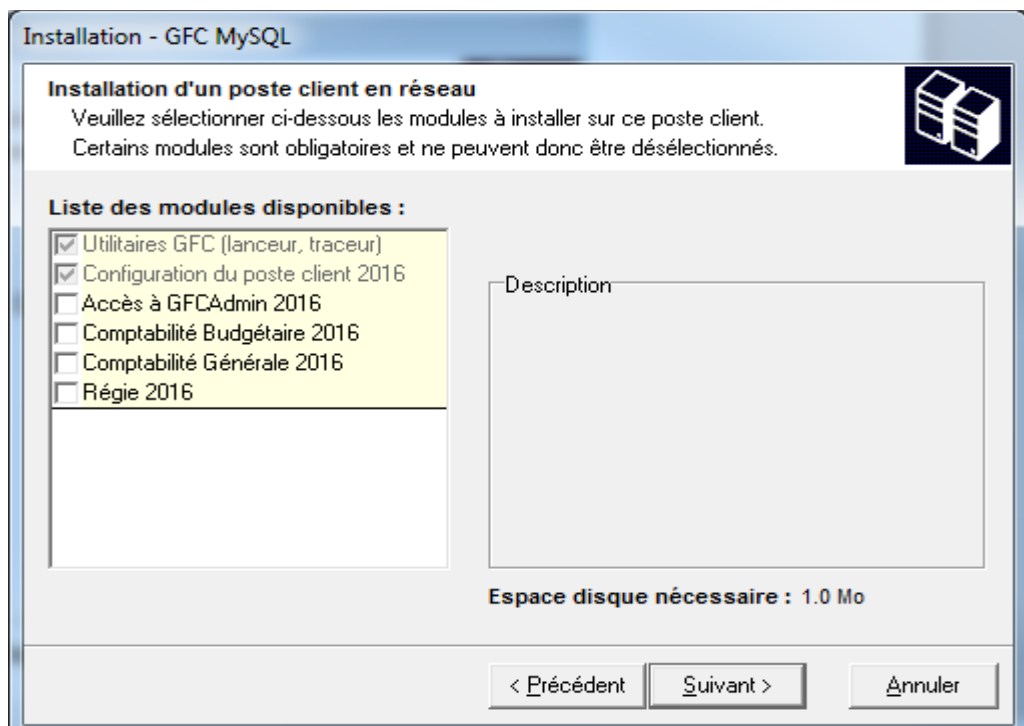 Installation - GFC MySQL
Installation d'un poste client en réseau
Veuillez sélectionner ci-dessous les modules à installer sur ce poste client.
Certains modules sont obligatoires et ne peuvent donc être désélectionnés.
Liste des modules disponibles :
Utilitaires GFC (lanceur, traceur)
Configuration du poste client 2016
Accès à GFCAdmin 2016
Comptabilité Budgétaire 2016
Comptabilité Générale 2016
Régie 2016
Description
Espace disque nécessaire : 1.0 Mo
< Précédent
Suivant >
Annuler